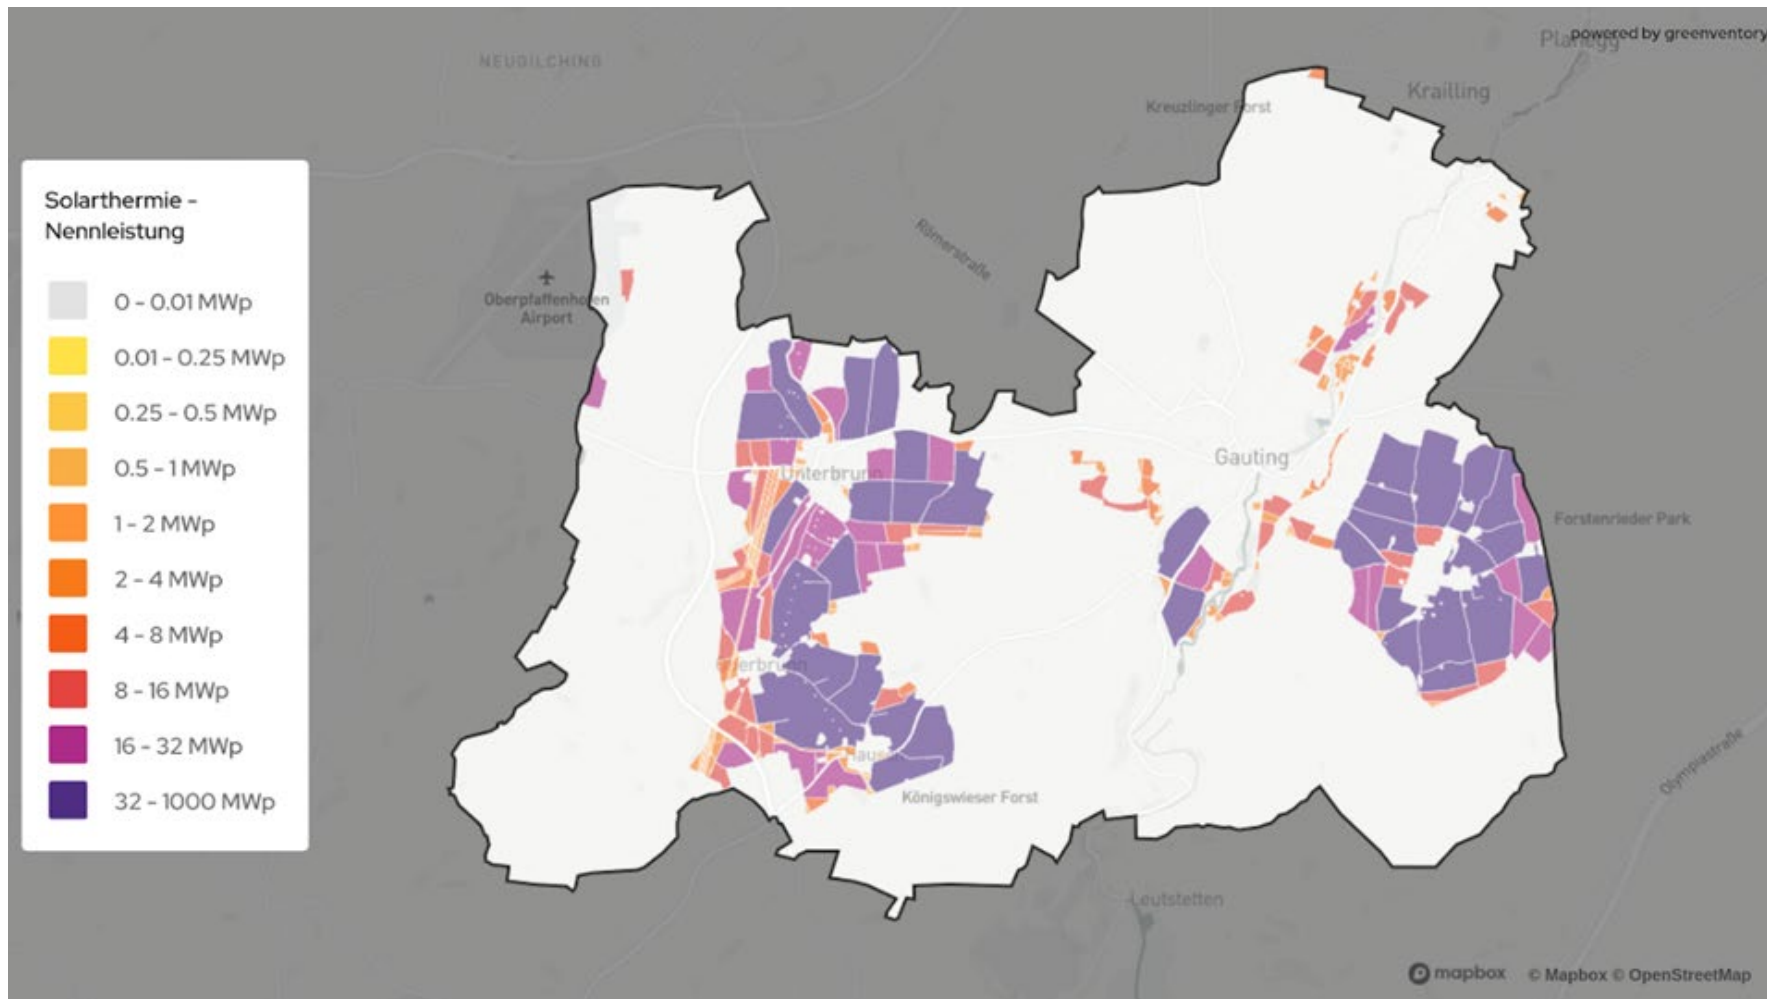 powered by greenventory
Planegg
NEUGILCHING
Krailling
Kreuzlinger Forst
Solarthermie -
Nennleistung
0 - 0.01 MWp
0.01 - 0.25 MWp
0.25 - 0.5 MWp
0.5 - 1 MWp
1 - 2 MWp
2 - 4 MWp
4 - 8 MWp
8 - 16 MWp
16 - 32 MWp
32 - 1000 MWp
Römerstraße
Oberpfaffenhofen
Airport
Unterbrunn
Gauting
Forstenrieder Park
Königswieser Forst
Olympiastraße
Leutstetten
mapbox © Mapbox © OpenStreetMap